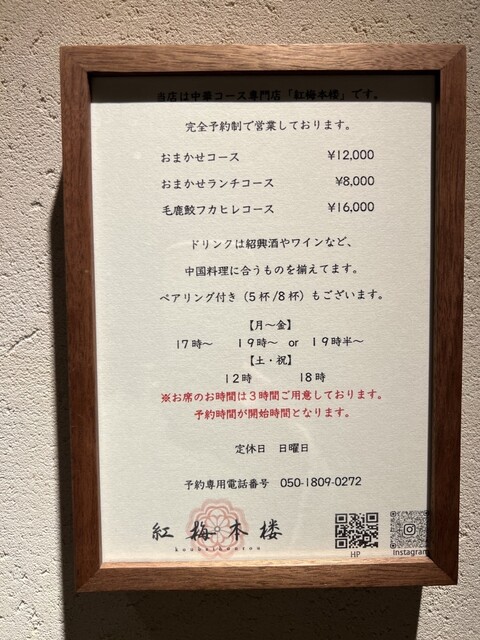 当店は中華コース専門店「紅梅本楼」です。
完全予約制で営業しております。
おまかせコース ¥12,000
おまかせランチコース ¥8,000
毛鹿鮫フカヒレコース ¥16,000
ドリンクは紹興酒やワインなど、
中国料理に合うものを揃えてます。
ペアリング付き（5杯/8杯）もございます。
【月〜金】
17時〜 19時〜 or 19時半〜
【土・祝】
12時 18時
※お席のお時間は3時間ご用意しております。
予約時間が開始時間となります。
定休日 日曜日
予約専用電話番号 050-1809-0272
紅梅本楼
koubaihonrou
HP
Instagram